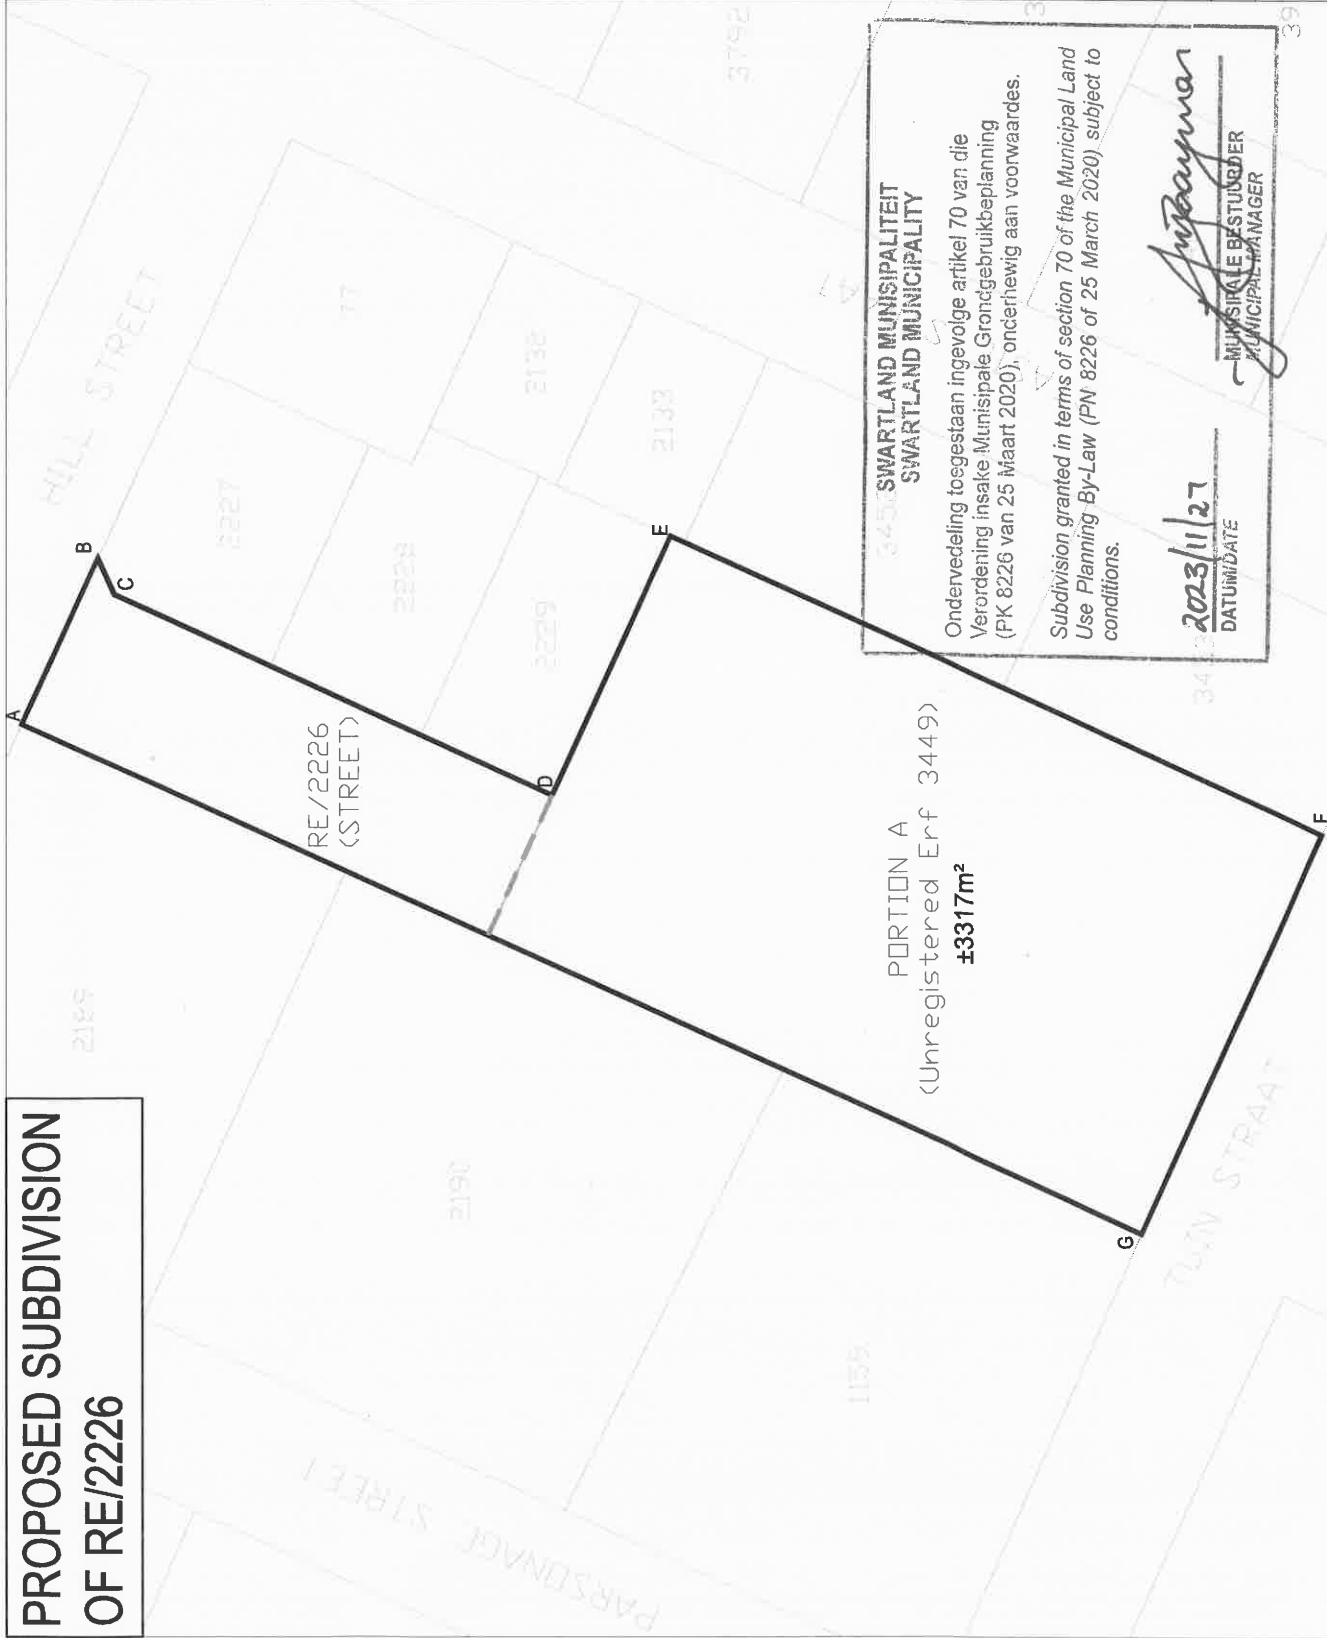 PROPOSED SUBDIVISION
OF RE/2226
HILL STREET
A
B
C
D
E
F
G
RE/2226
(STREET)
PORTION A
(Unregistered Erf 3449)
±3317m²
2189
2190
1159
2227
2228
2229
77
2138
2133
3792
39
PARSONAGE STREET
TUIN STRAAT
SWARTLAND MUNISIPALITEIT
SWARTLAND MUNICIPALITY
Ondervedeling toegestaan ingevolge artikel 70 van die
Verordening insake Munisipale Grondgebruikbeplanning
(PK 8226 van 25 Maart 2020), onderhewig aan voorwaardes.
Subdivision granted in terms of section 70 of the Municipal Land
Use Planning By-Law (PN 8226 of 25 March 2020) subject to
conditions.
2023/11/27
DATUM/DATE
MUNISIPALE BESTUURDER
MUNICIPAL MANAGER